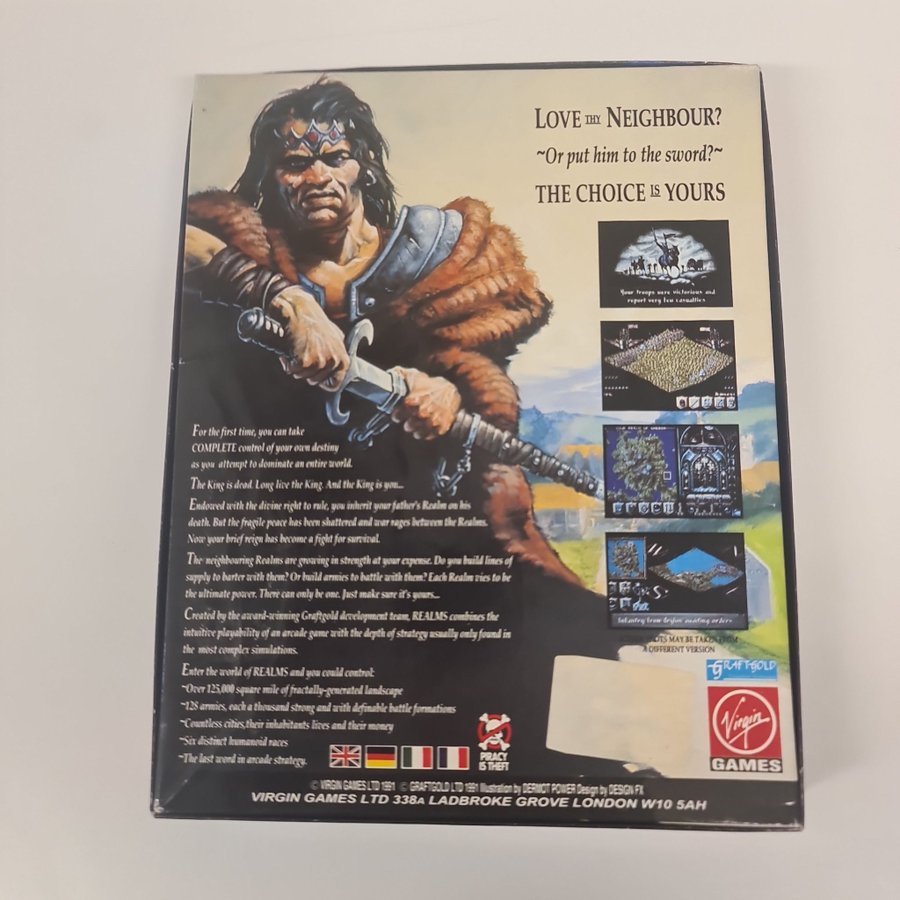 LOVE THY NEIGHBOUR?
~Or put him to the sword?~
THE CHOICE IS YOURS
Your troops were victorious and
report very few casualties
For the first time, you can take
COMPLETE control of your own destiny
as you attempt to dominate an entire world.
The King is dead. Long live the King. And the King is you...
Endowed with the divine right to rule, you inherit your father's Realm on his
death. But the fragile peace has been shattered and war rages between the Realms.
Now your brief reign has become a fight for survival.
The neighbouring Realms are growing in strength at your expense. Do you build lines of
supply to barter with them? Or build armies to battle with them? Each Realm vies to be
the ultimate power. There can only be one. Just make sure it's yours...
Created by the award-winning Graftgold development team, REALMS combines the
intuitive playability of an arcade game with the depth of strategy usually only found in
the most complex simulations.
Enter the world of REALMS and you could control:
~Over 125,000 square mile of fractally-generated landscape
~128 armies, each a thousand strong and with definable battle formations
~Countless cities,their inhabitants lives and their money
~Six distinct humanoid races
~The last word in arcade strategy.
Infantry from awaiting orders
SHOTS MAY BE TAKEN FROM
A DIFFERENT VERSION
GRAFTGOLD
Virgin
GAMES
PIRACY
IS THEFT
© VIRGIN GAMES LTD 1991 © GRAFTGOLD LTD 1991 Illustration by DERMOT POWER Design by DESIGN FX
VIRGIN GAMES LTD 338A LADBROKE GROVE LONDON W10 5AH